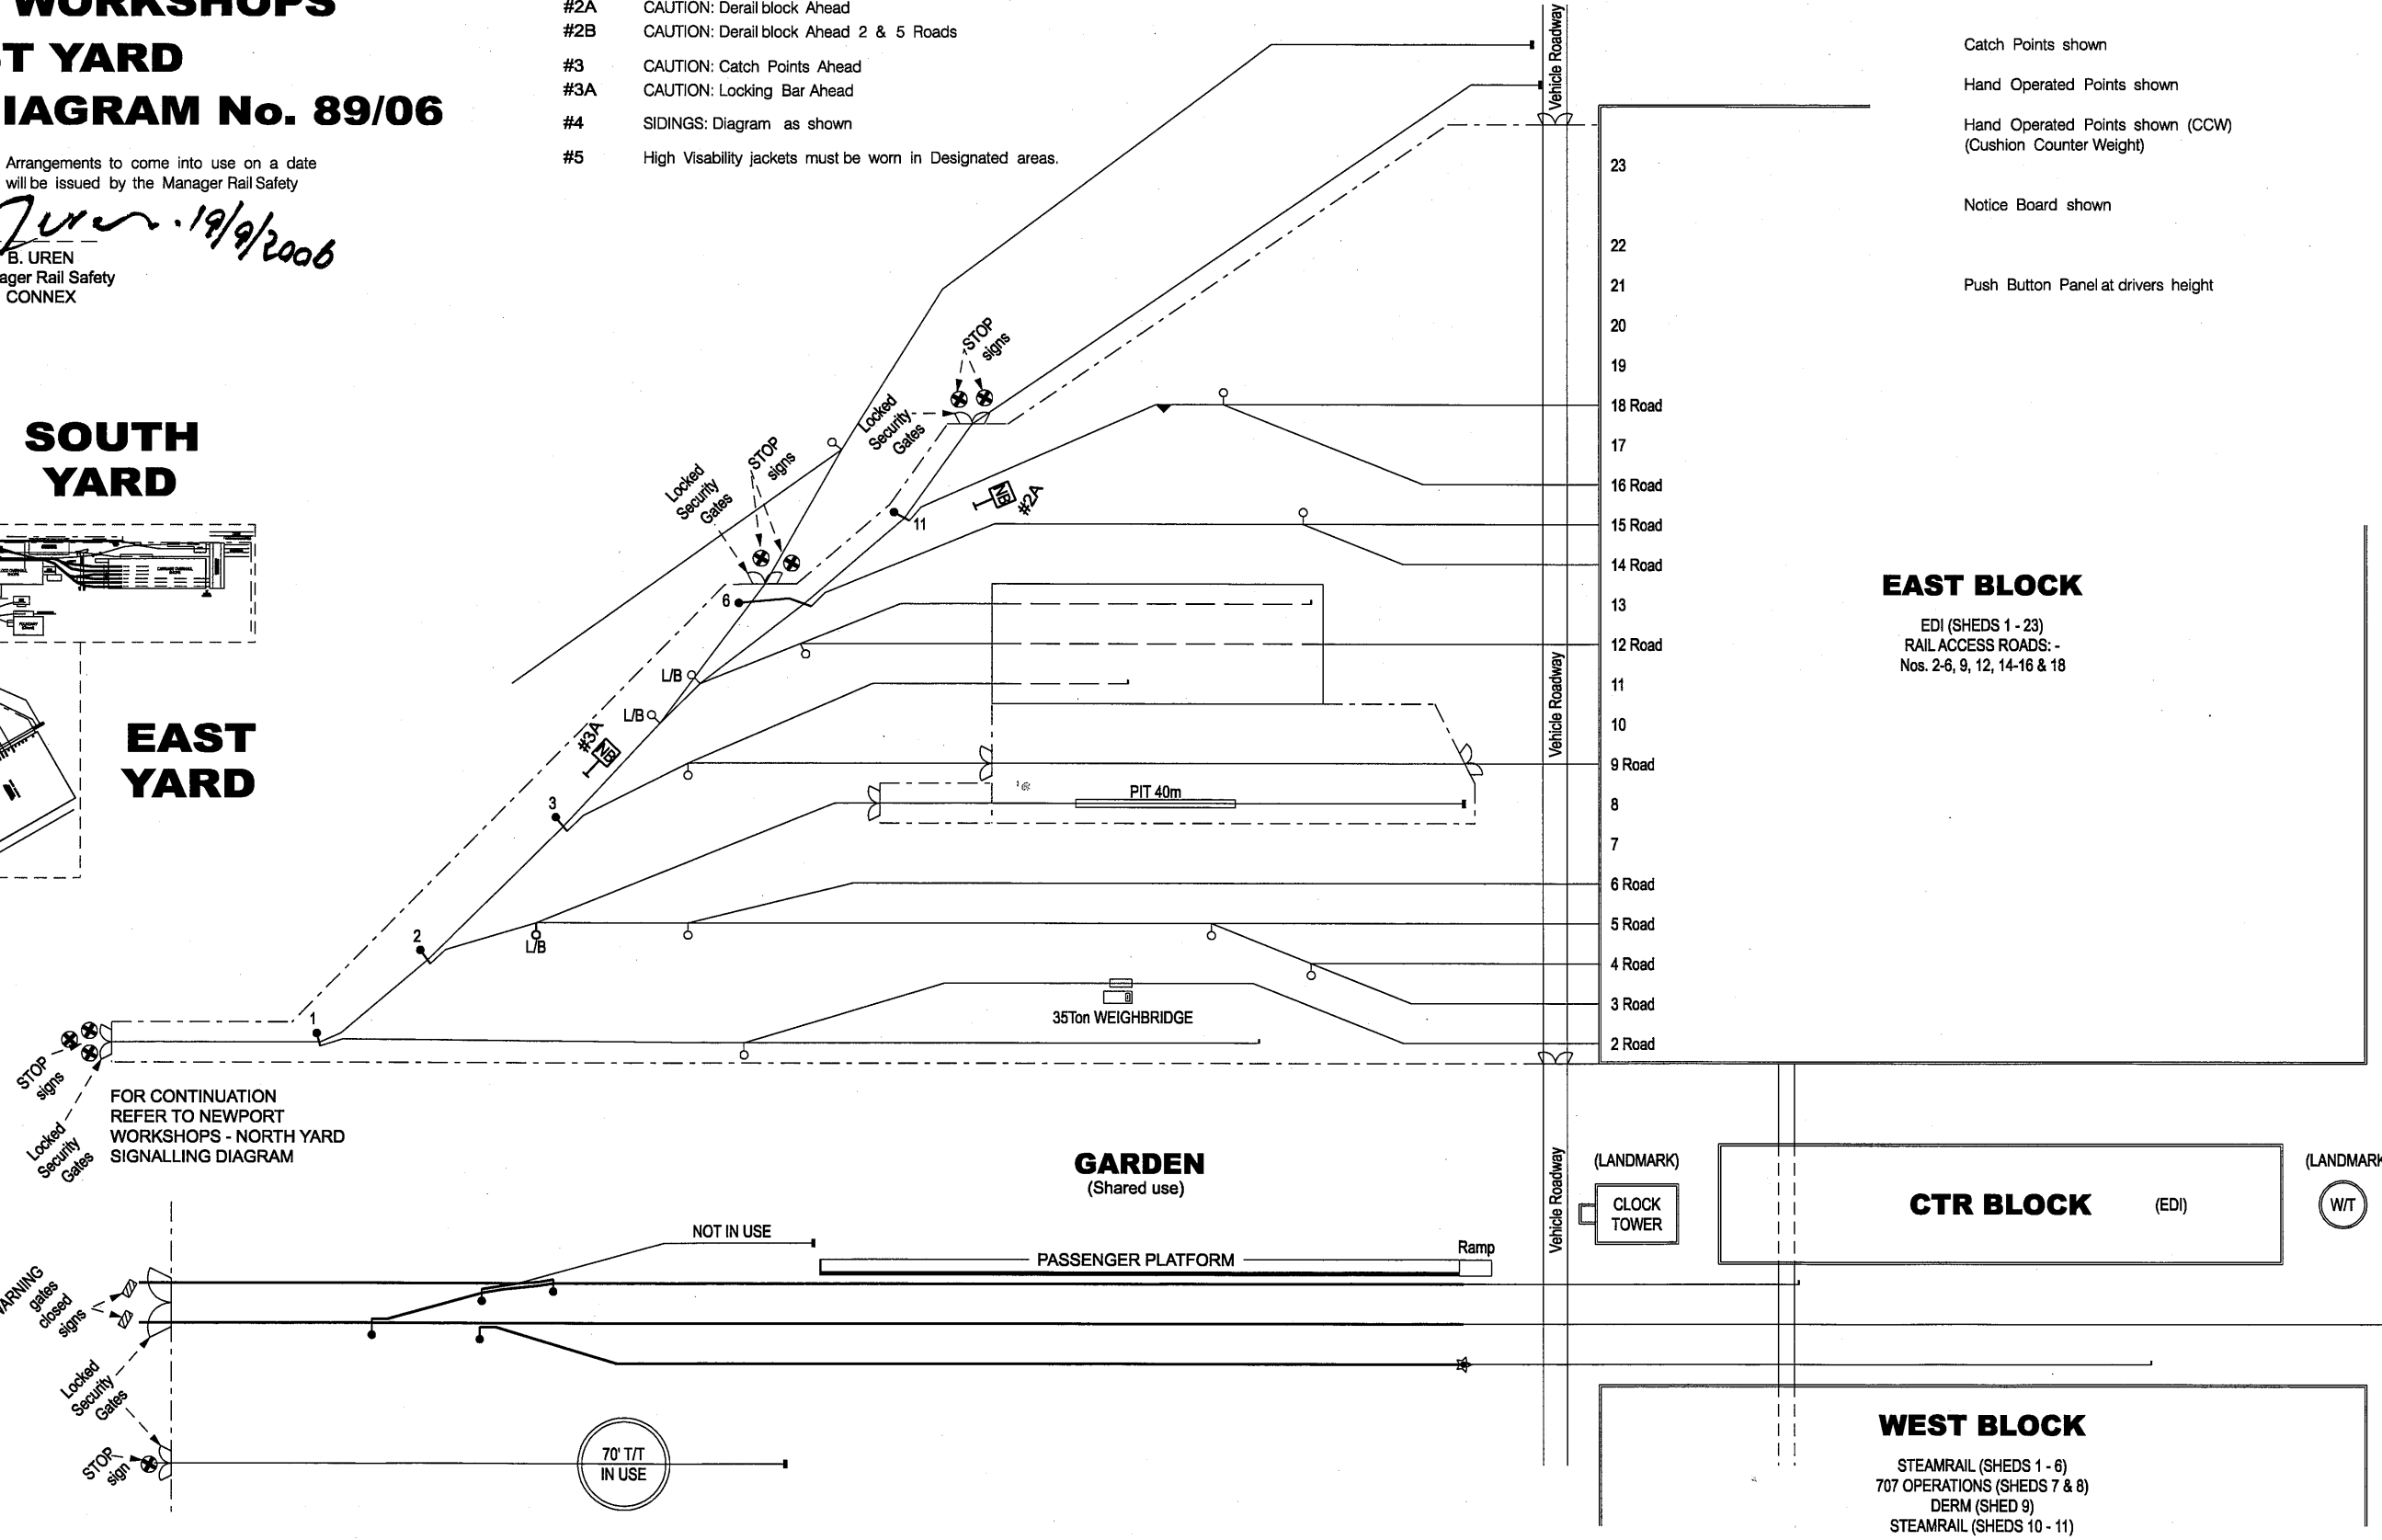 WORKSHOPS
ST YARD
IAGRAM No. 89/06
Arrangements to come into use on a date
will be issued by the Manager Rail Safety
19/9/2006
B. UREN
ager Rail Safety
CONNEX
#2A CAUTION: Derail block Ahead
#2B CAUTION: Derail block Ahead 2 & 5 Roads
#3 CAUTION: Catch Points Ahead
#3A CAUTION: Locking Bar Ahead
#4 SIDINGS: Diagram as shown
#5 High Visability jackets must be worn in Designated areas.
Catch Points shown
Hand Operated Points shown
Hand Operated Points shown (CCW)
(Cushion Counter Weight)
Notice Board shown
Push Button Panel at drivers height
Vehicle Roadway
23
22
21
20
19
18 Road
17
16 Road
15 Road
14 Road
13
12 Road
11
10
9 Road
8
7
6 Road
5 Road
4 Road
3 Road
2 Road
STOP
signs
Locked
Security
Gates
STOP
signs
Locked
Security
Gates
NB
#2A
11
6
L/B
L/B
#3A
NB
3
2
L/B
1
PIT 40m
35Ton WEIGHBRIDGE
Vehicle Roadway
SOUTH
YARD
EAST
YARD
EAST BLOCK
EDI (SHEDS 1 - 23)
RAIL ACCESS ROADS: -
Nos. 2-6, 9, 12, 14-16 & 18
STOP
signs
Locked
Security
Gates
FOR CONTINUATION
REFER TO NEWPORT
WORKSHOPS - NORTH YARD
SIGNALLING DIAGRAM
GARDEN
(Shared use)
Vehicle Roadway
(LANDMARK)
CLOCK
TOWER
CTR BLOCK (EDI)
(LANDMARK
W/T
NOT IN USE
PASSENGER PLATFORM
Ramp
WARNING
gates
closed
signs
Locked
Security
Gates
STOP
sign
70' T/T
IN USE
WEST BLOCK
STEAMRAIL (SHEDS 1 - 6)
707 OPERATIONS (SHEDS 7 & 8)
DERM (SHED 9)
STEAMRAIL (SHEDS 10 - 11)